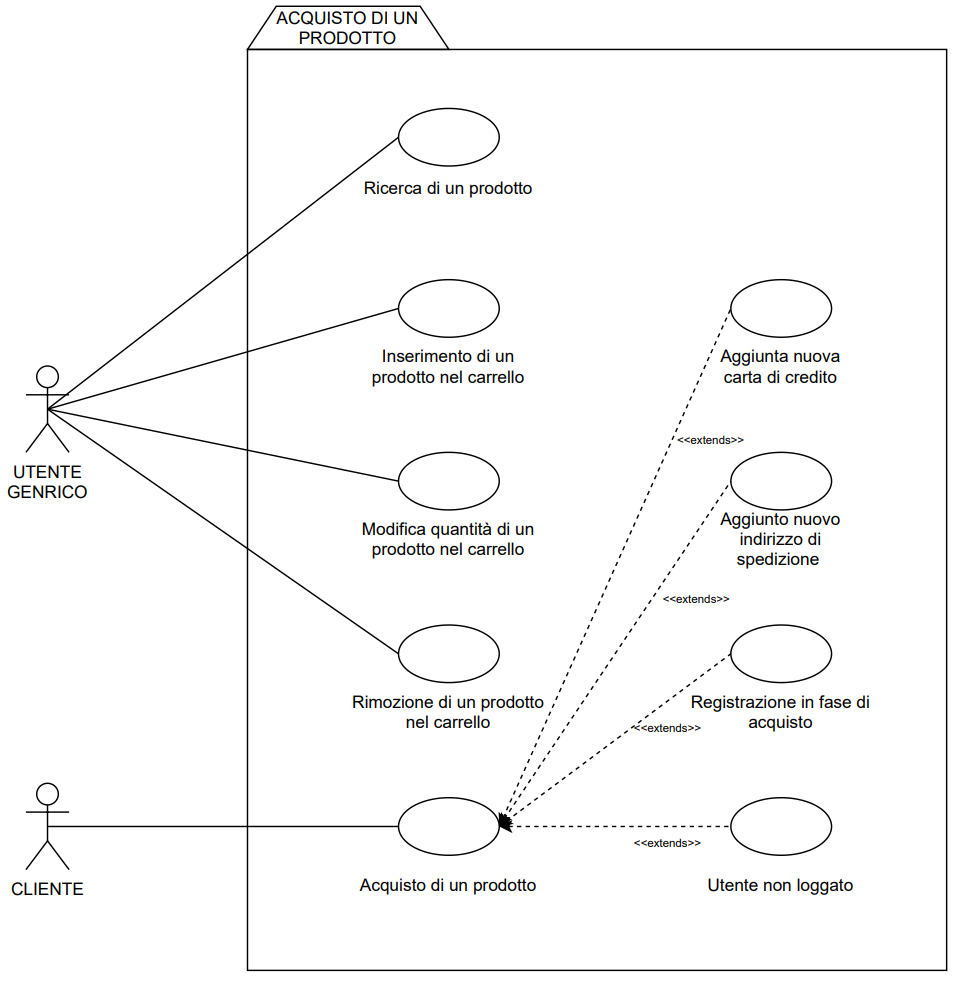 ACQUISTO DI UN
PRODOTTO
Ricerca di un prodotto
Inserimento di un
prodotto nel carrello
Aggiunta nuova
carta di credito
<<extends>>
UTENTE
GENRICO
Modifica quantità di un
prodotto nel carrello
Aggiunto nuovo
indirizzo di
spedizione
<<extends>>
Rimozione di un prodotto
nel carrello
Registrazione in fase di
acquisto
<<extends>>
<<extends>>
CLIENTE
Acquisto di un prodotto
Utente non loggato